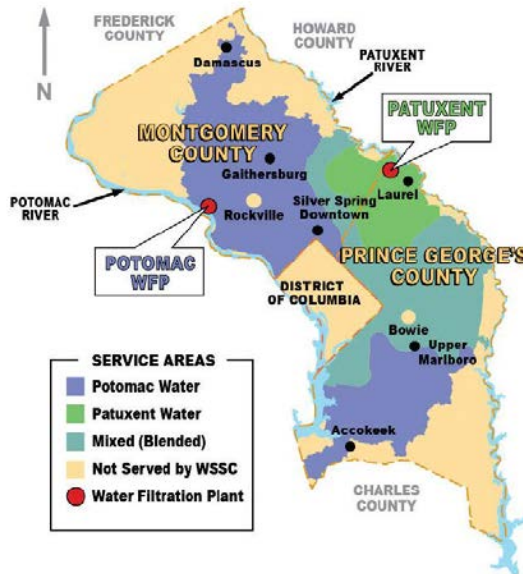 FREDERICK
COUNTY
HOWARD
COUNTY
N
Damascus
PATUXENT
RIVER
PATUXENT
WFP
MONTGOMERY
COUNTY
Gaithersburg
Laurel
POTOMAC
RIVER
Rockville
Silver Spring
Downtown
POTOMAC
WFP
PRINCE GEORGE'S
COUNTY
DISTRICT
OF COLUMBIA
Bowie
Upper
Marlboro
SERVICE AREAS
Potomac Water
Patuxent Water
Mixed (Blended)
Not Served by WSSC
Water Filtration Plant
Accokeek
CHARLES
COUNTY